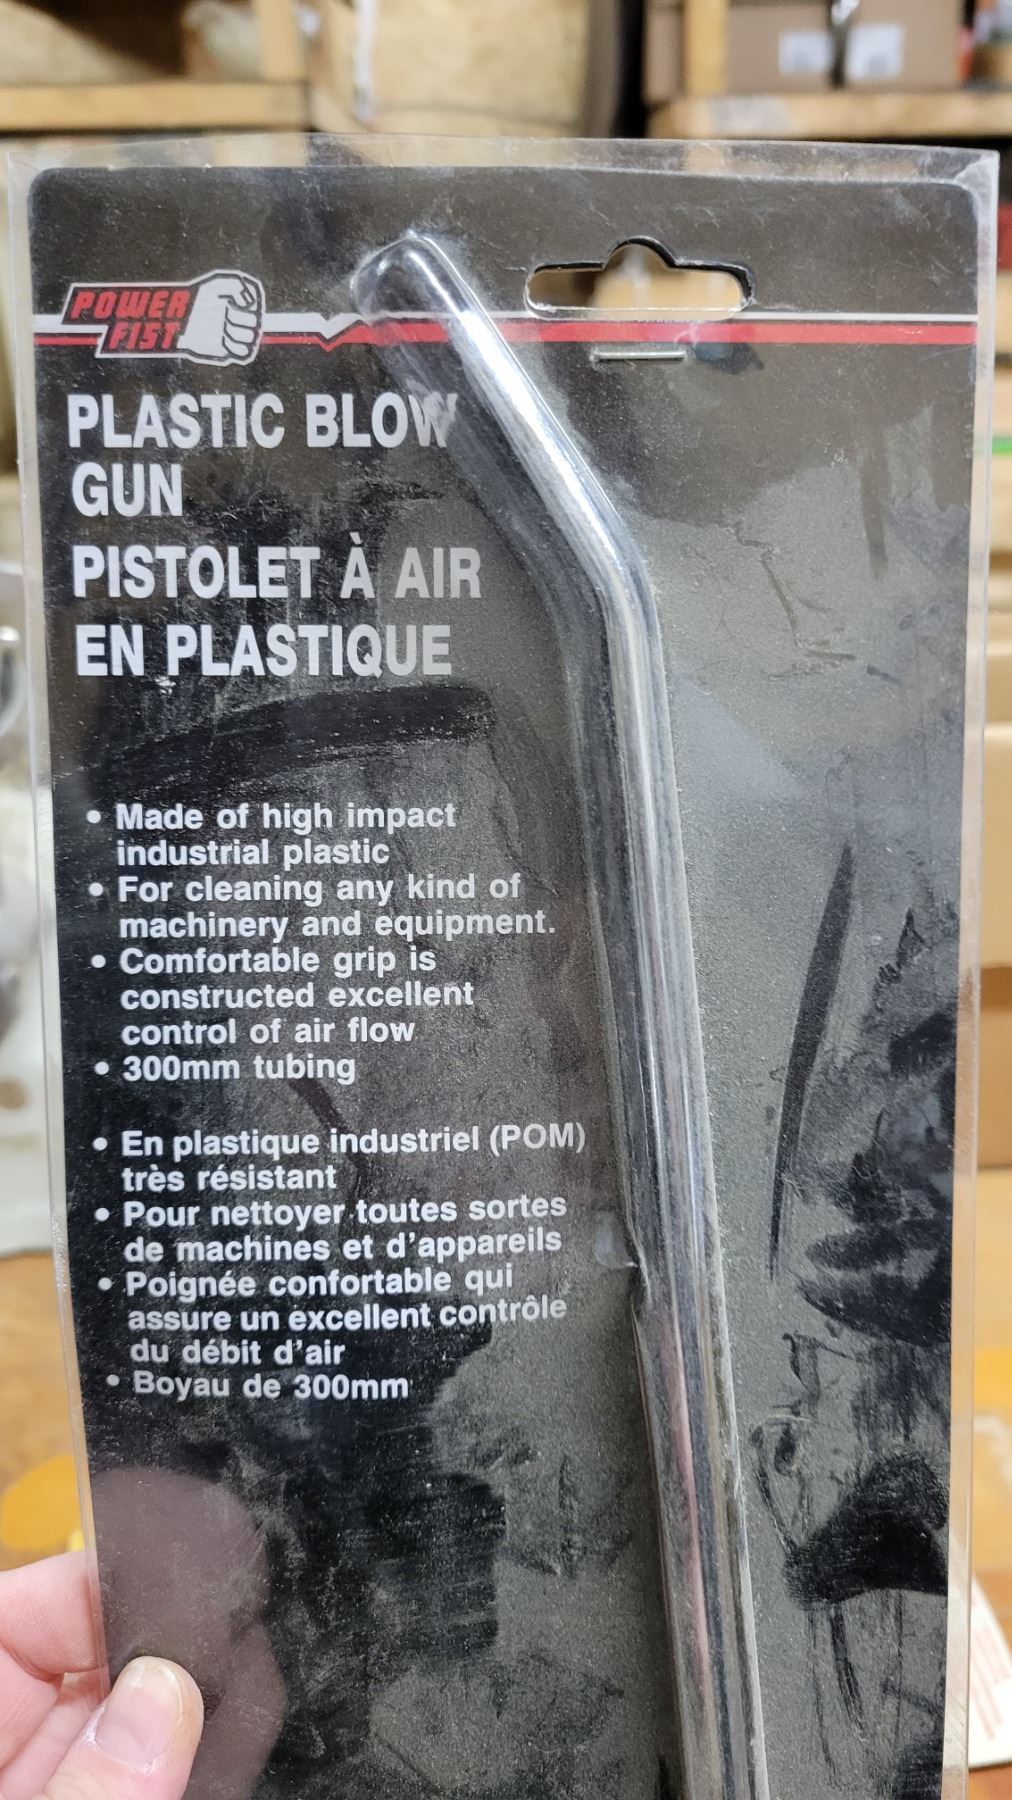 POWER
FIST
PLASTIC BLOW
GUN
PISTOLET À AIR
EN PLASTIQUE
• Made of high impact
industrial plastic
• For cleaning any kind of
machinery and equipment.
• Comfortable grip is
constructed excellent
control of air flow
• 300mm tubing
• En plastique industriel (POM)
très résistant
• Pour nettoyer toutes sortes
de machines et d'appareils
• Poignée confortable qui
assure un excellent contrôle
du débit d'air
• Boyau de 300mm